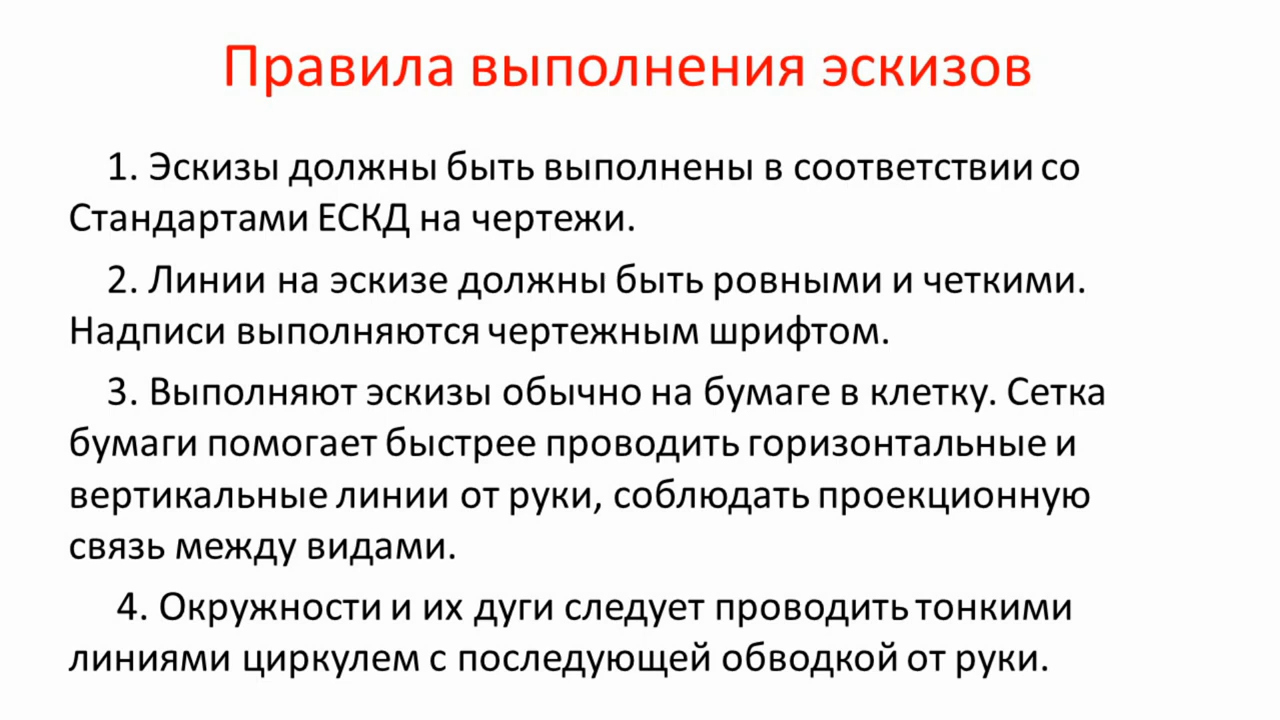 Правила выполнения эскизов
1. Эскизы должны быть выполнены в соответствии со
Стандартами ЕСКД на чертежи.
2. Линии на эскизе должны быть ровными и четкими.
Надписи выполняются чертежным шрифтом.
3. Выполняют эскизы обычно на бумаге в клетку. Сетка
бумаги помогает быстрее проводить горизонтальные и
вертикальные линии от руки, соблюдать проекционную
связь между видами.
4. Окружности и их дуги следует проводить тонкими
линиями циркулем с последующей обводкой от руки.